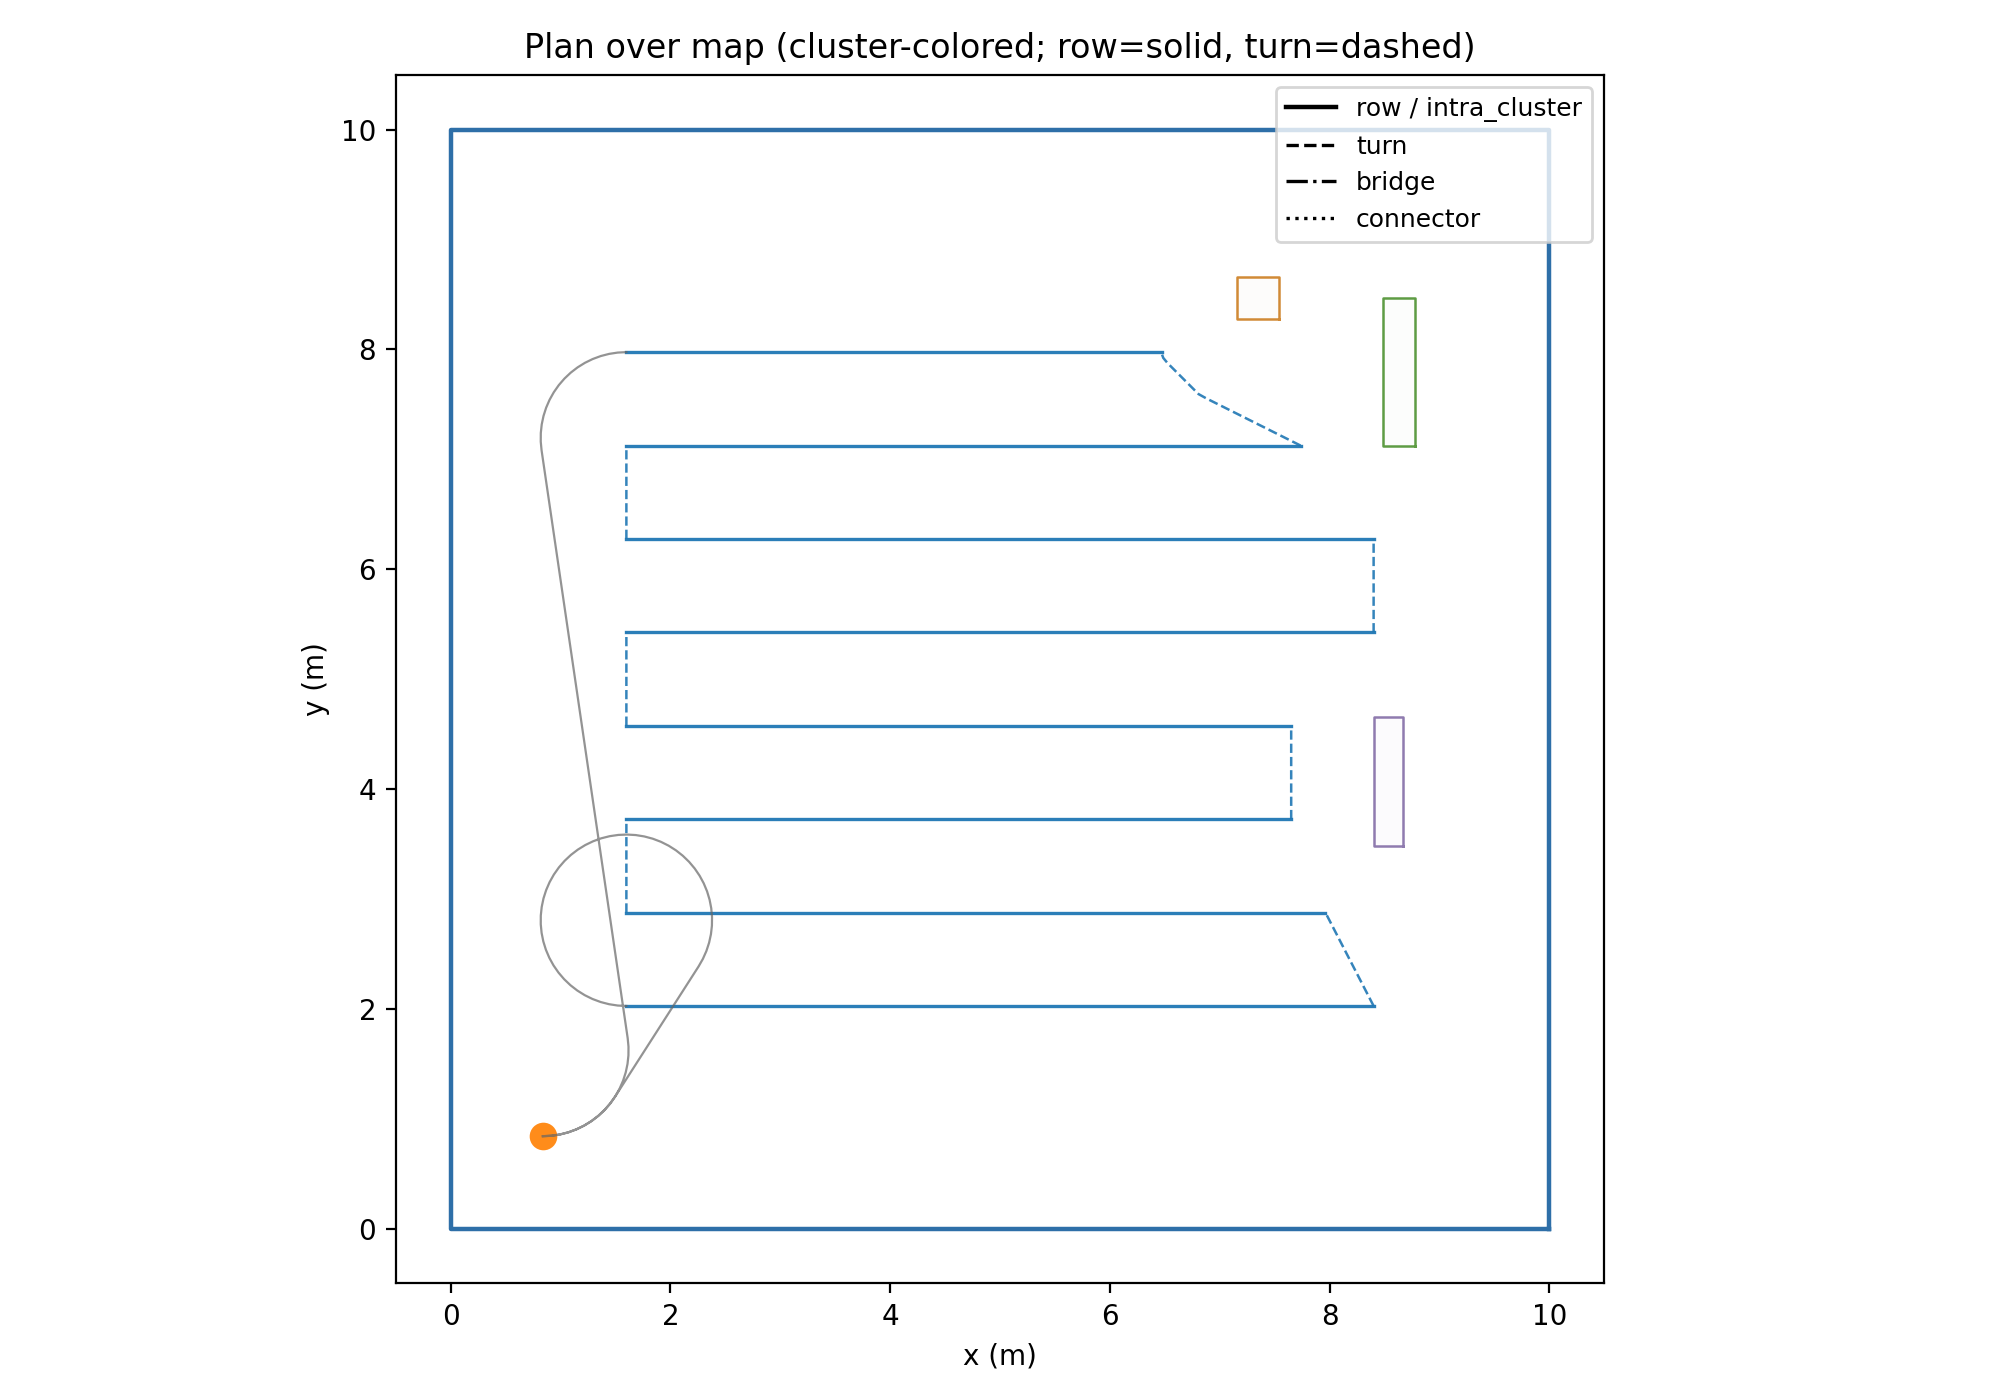 Plan over map (cluster-colored; row=solid, turn=dashed)
row / intra_cluster
turn
bridge
connector
10
8
6
4
2
0
y (m)
0 2 4 6 8 10
x (m)